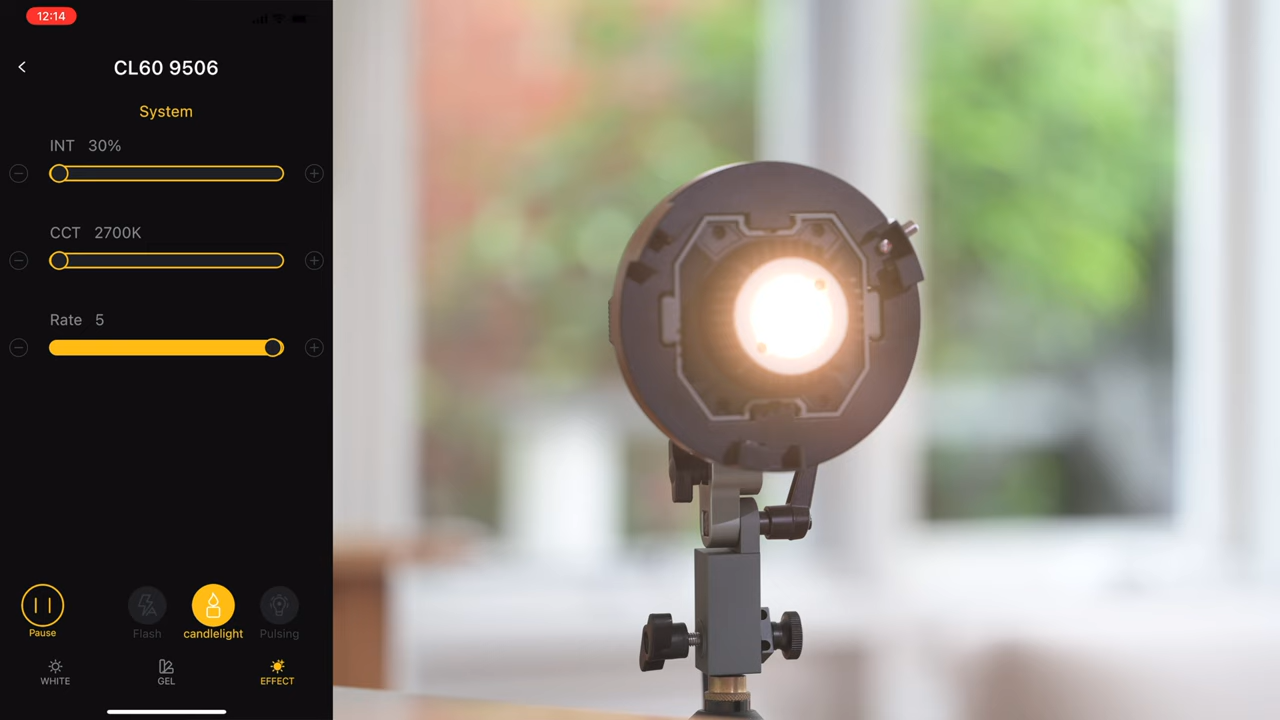 12:14
CL60 9506
System
INT 30%
CCT 2700K
Rate 5
Pause
Flash
candlelight
Pulsing
WHITE
GEL
EFFECT